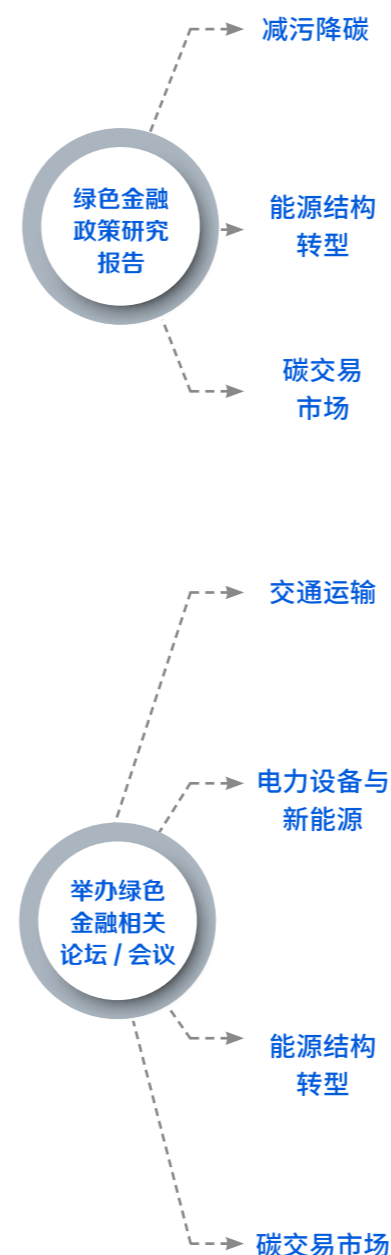 减污降碳
绿色金融
政策研究
报告
能源结构
转型
碳交易
市场
交通运输
电力设备与
新能源
举办绿色
金融相关
论坛 / 会议
能源结构
转型
碳交易市场